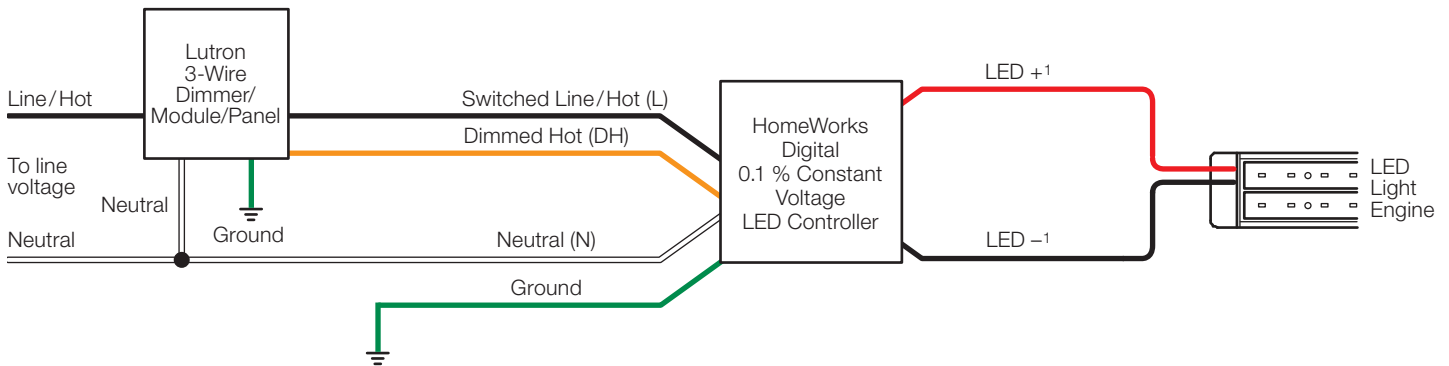 Lutron
3-Wire
Dimmer/
Module/Panel
Line/Hot
To line
voltage
Neutral
Neutral
Ground
Switched Line/Hot (L)
Dimmed Hot (DH)
Neutral (N)
Ground
HomeWorks
Digital
0.1 % Constant
Voltage
LED Controller
LED +¹
LED –¹
LED
Light
Engine